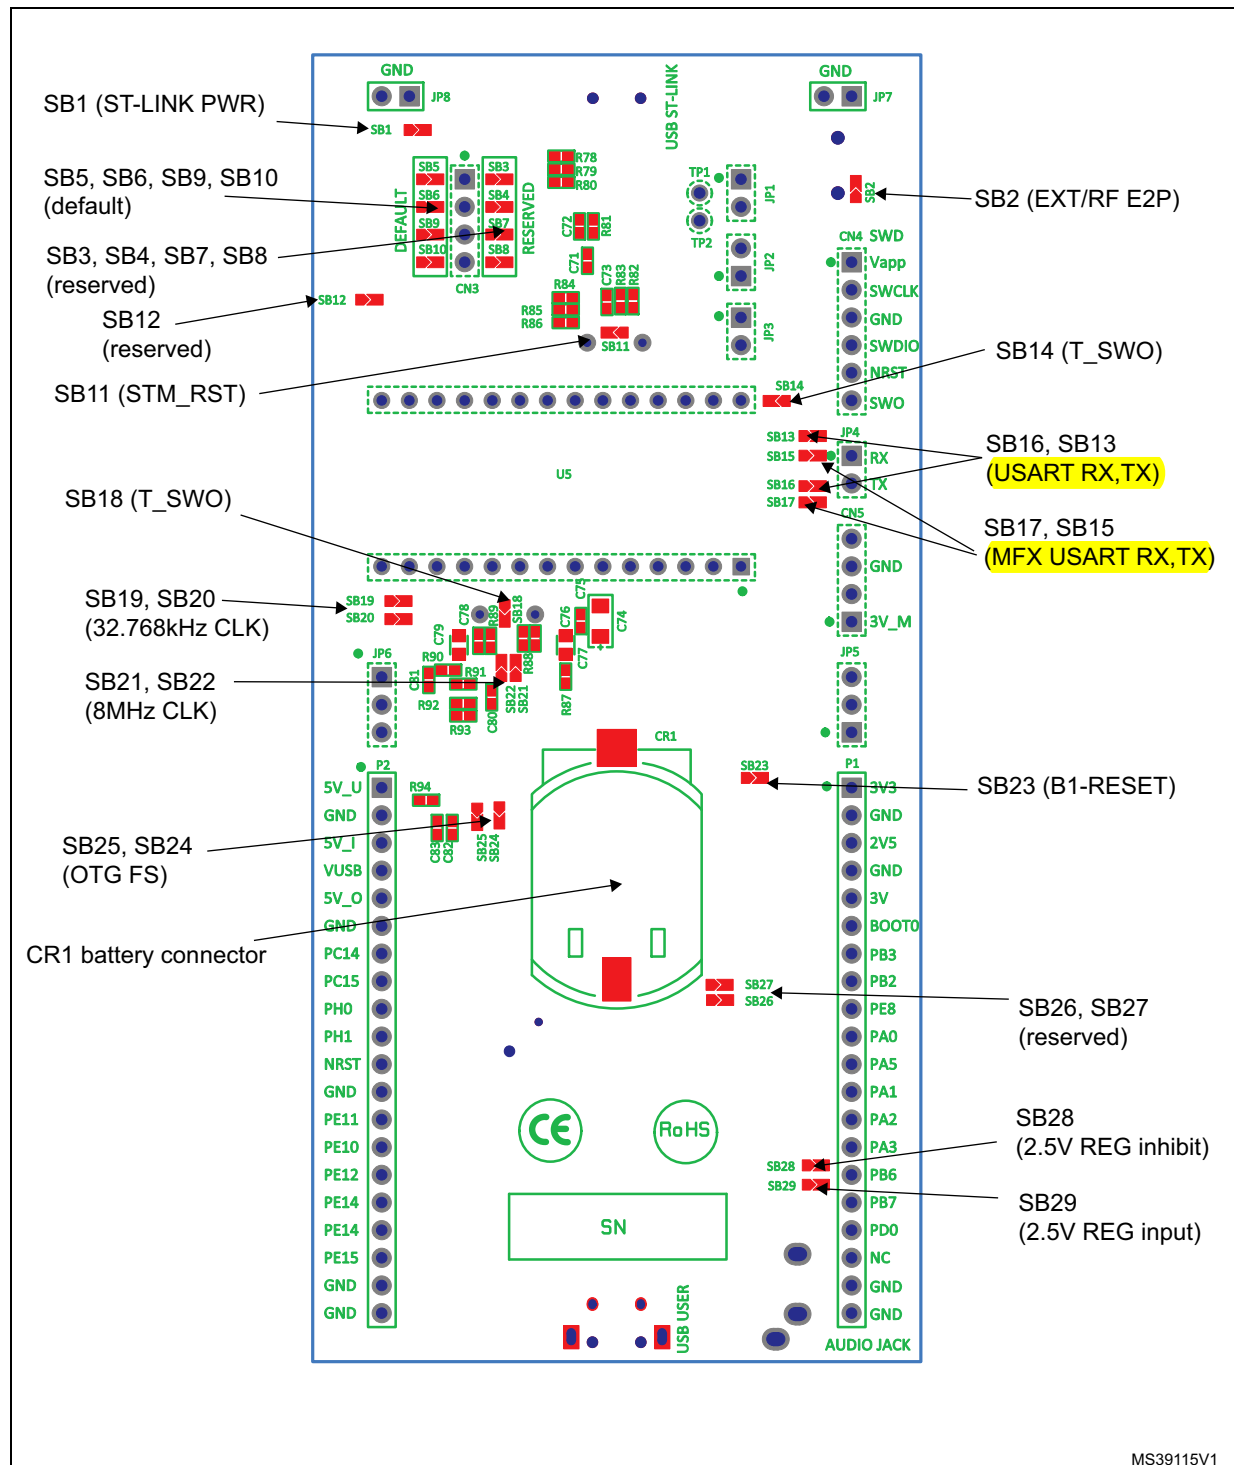 GND
JP8
SB1
USB ST-LINK
GND
JP7
SB1 (ST-LINK PWR)
SB5, SB6, SB9, SB10
(default)
SB3, SB4, SB7, SB8
(reserved)
SB12
(reserved)
SB11 (STM_RST)
SB18 (T_SWO)
SB19, SB20
(32.768kHz CLK)
SB21, SB22
(8MHz CLK)
SB25, SB24
(OTG FS)
CR1 battery connector
SB2 (EXT/RF E2P)
SB14 (T_SWO)
SB16, SB13
(USART RX,TX)
SB17, SB15
(MFX USART RX,TX)
SB23 (B1-RESET)
SB26, SB27
(reserved)
SB28
(2.5V REG inhibit)
SB29
(2.5V REG input)
DEFAULT
SB5
SB6
SB9
SB10
CN3
SB3
SB4
SB7
SB8
RESERVED
SB12
R78
R79
R80
C72
R81
C71
R84
R85
R86
C73
R83
R82
SB11
TP1
TP2
JP1
JP2
JP3
SB2
CN4
SWD
Vapp
SWCLK
GND
SWDIO
NRST
SWO
SB14
SB13
SB15
SB16
SB17
JP4
RX
TX
CN5
GND
3V_M
JP5
U5
SB19
SB20
JP6
C79
C78
R89
SB18
R88
C76
C75
C74
C77
R87
R90
C81
R91
R92
R93
C80
SB22
SB21
CR1
SB23
P2
5V_U
GND
5V_I
VUSB
5V_O
GND
PC14
PC15
PH0
PH1
NRST
GND
PE11
PE10
PE12
PE14
PE14
PE15
GND
GND
R94
C83
C82
SB25
SB24
SB27
SB26
P1
3V3
GND
2V5
GND
3V
BOOT0
PB3
PB2
PE8
PA0
PA5
PA1
PA2
PA3
PB6
PB7
PD0
NC
GND
GND
SB28
SB29
CE
RoHS
SN
USB USER
AUDIO JACK
MS39115V1